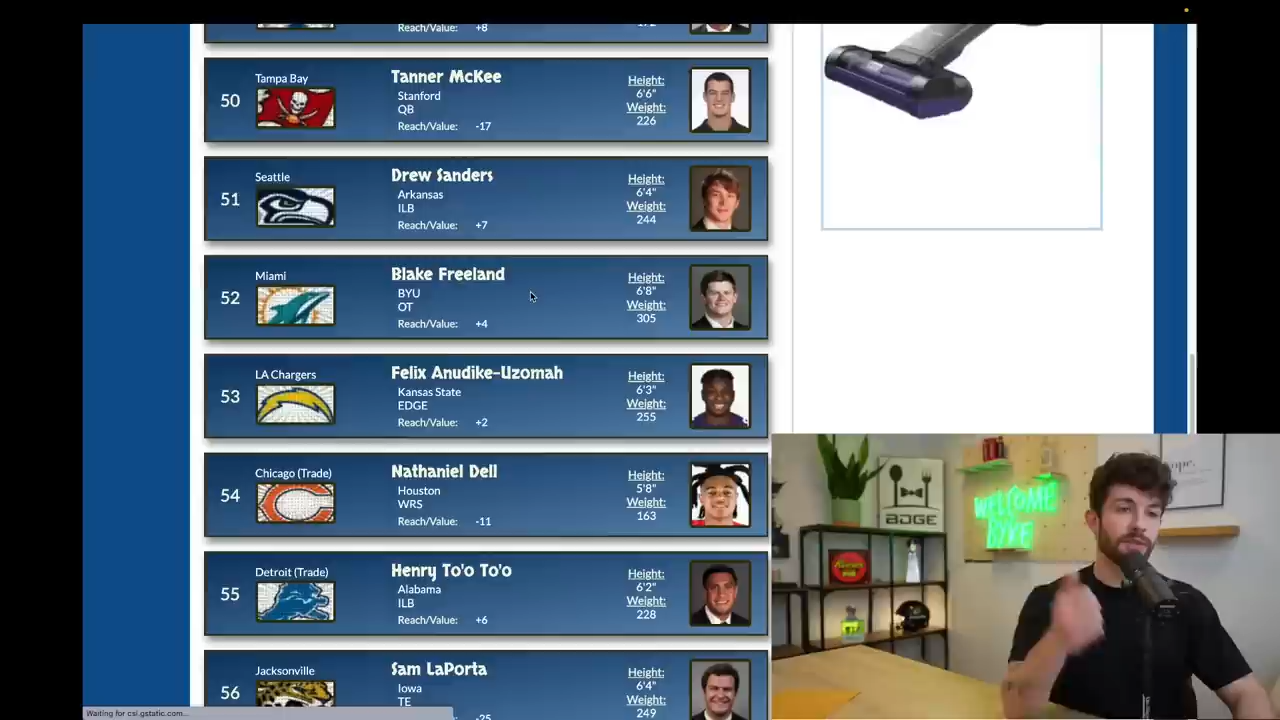 Reach/Value: +8
50
Tampa Bay
Tanner McKee
Stanford
QB
Reach/Value: -17
Height:
6'6"
Weight:
226
51
Seattle
Drew Sanders
Arkansas
ILB
Reach/Value: +7
Height:
6'4"
Weight:
244
52
Miami
Blake Freeland
BYU
OT
Reach/Value: +4
Height:
6'8"
Weight:
305
53
LA Chargers
Felix Anudike-Uzomah
Kansas State
EDGE
Reach/Value: +2
Height:
6'3"
Weight:
255
54
Chicago (Trade)
Nathaniel Dell
Houston
WRS
Reach/Value: -11
Height:
5'8"
Weight:
163
55
Detroit (Trade)
Henry To'o To'o
Alabama
ILB
Reach/Value: +6
Height:
6'2"
Weight:
228
56
Jacksonville
Sam LaPorta
Iowa
TE
-25
Height:
6'4"
Weight:
249
Waiting for csi.gstatic.com...
WELCOME
BDGE